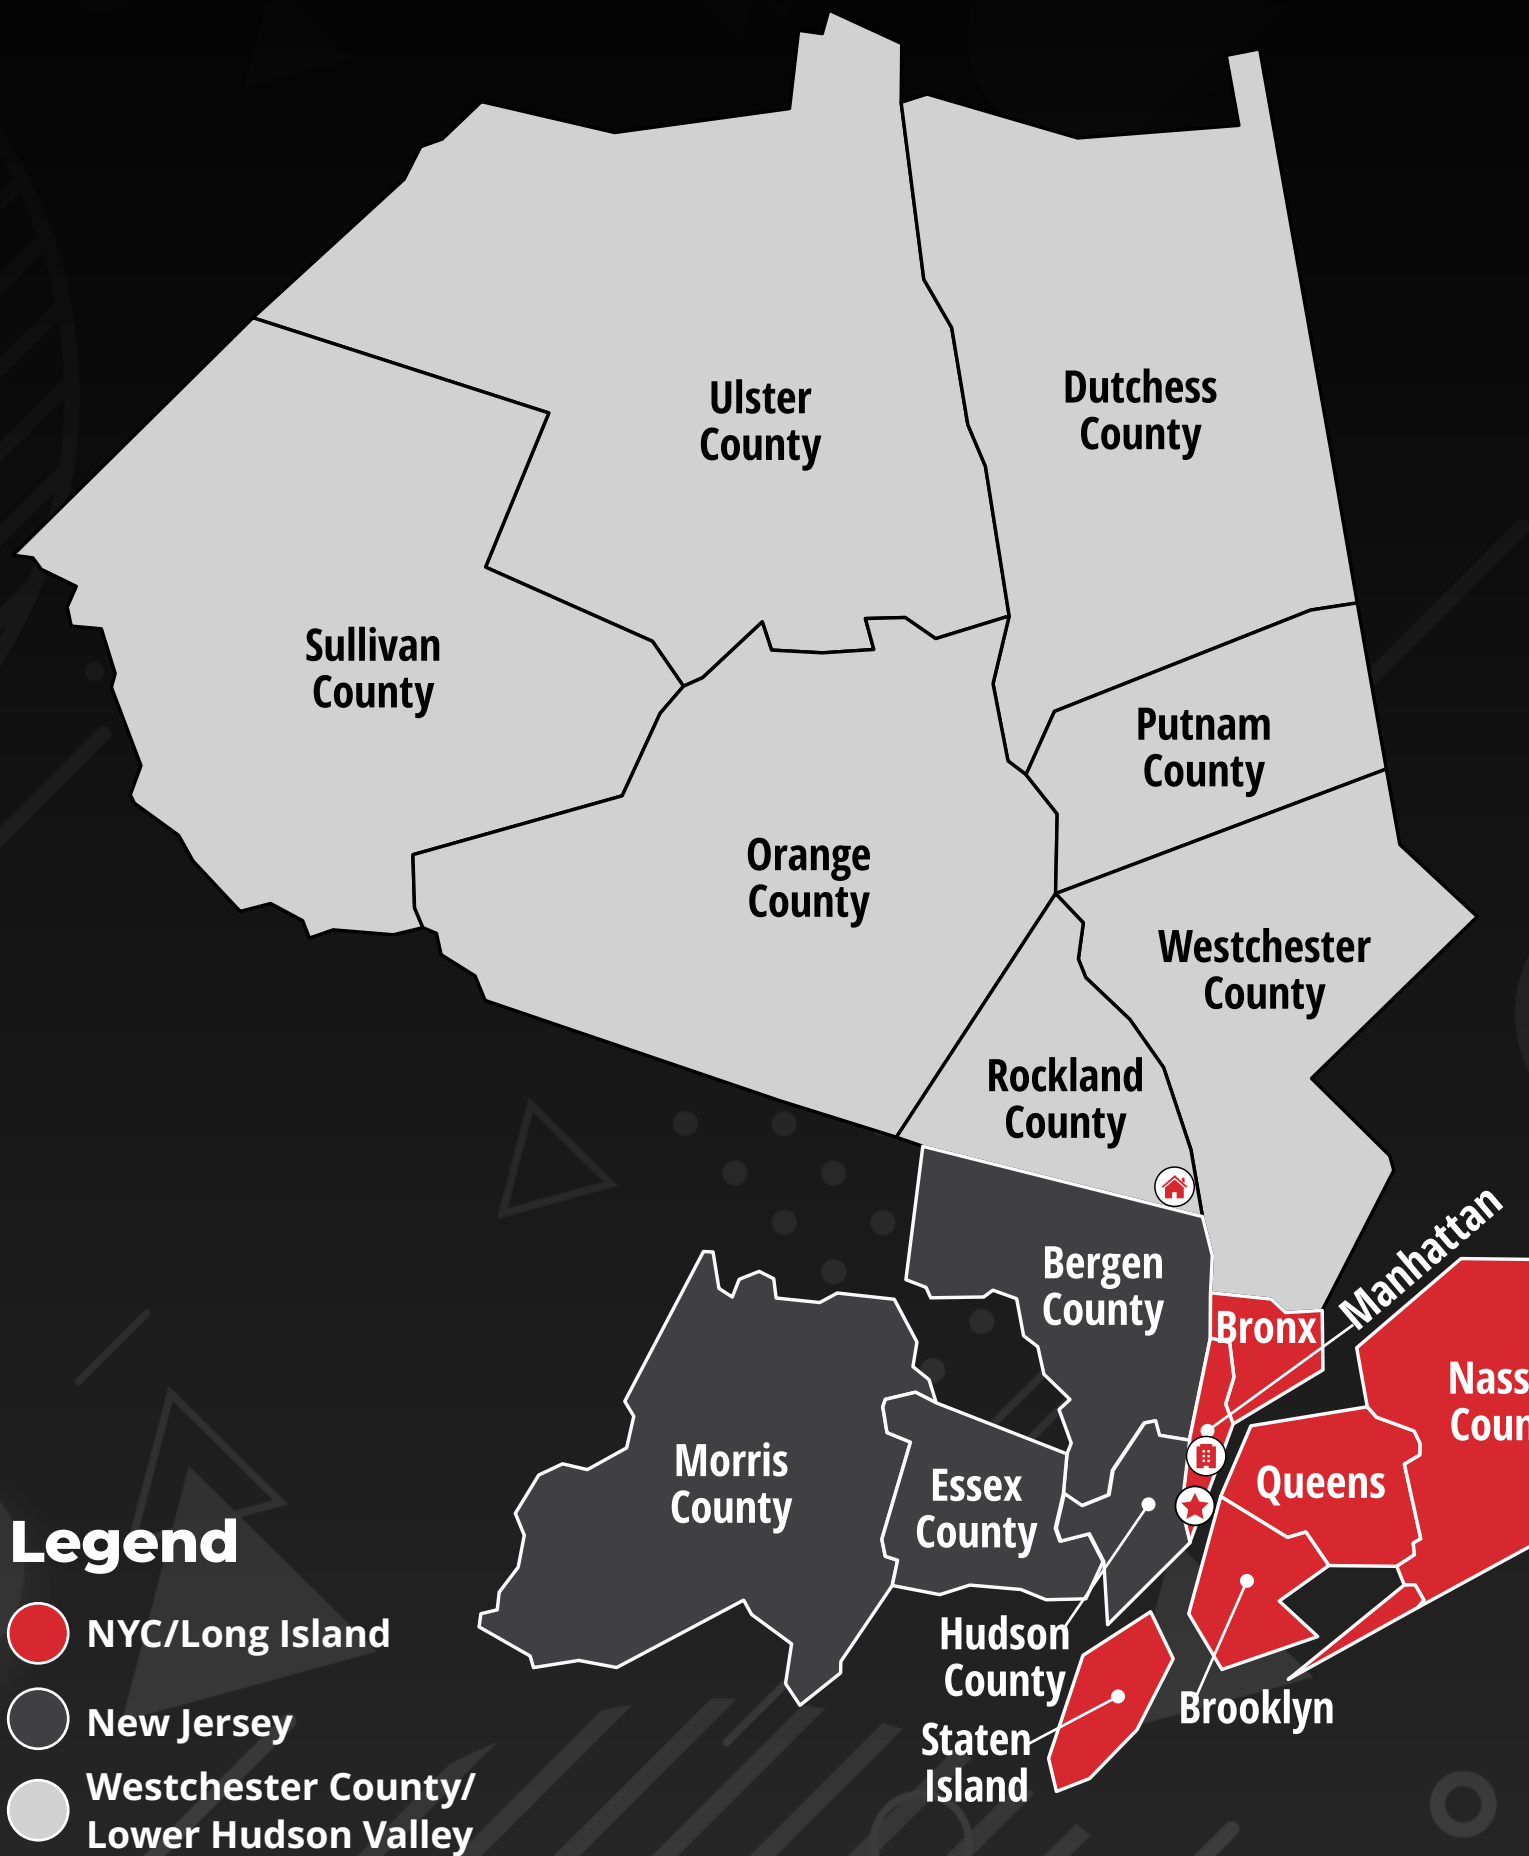 Ulster
County
Dutchess
County
Sullivan
County
Putnam
County
Orange
County
Westchester
County
Rockland
County
Manhattan
Bergen
County
Bronx
Nass
Coun
Morris
County
Essex
County
Queens
Hudson
County
Brooklyn
Staten
Island
Legend
NYC/Long Island
New Jersey
Westchester County/
Lower Hudson Valley